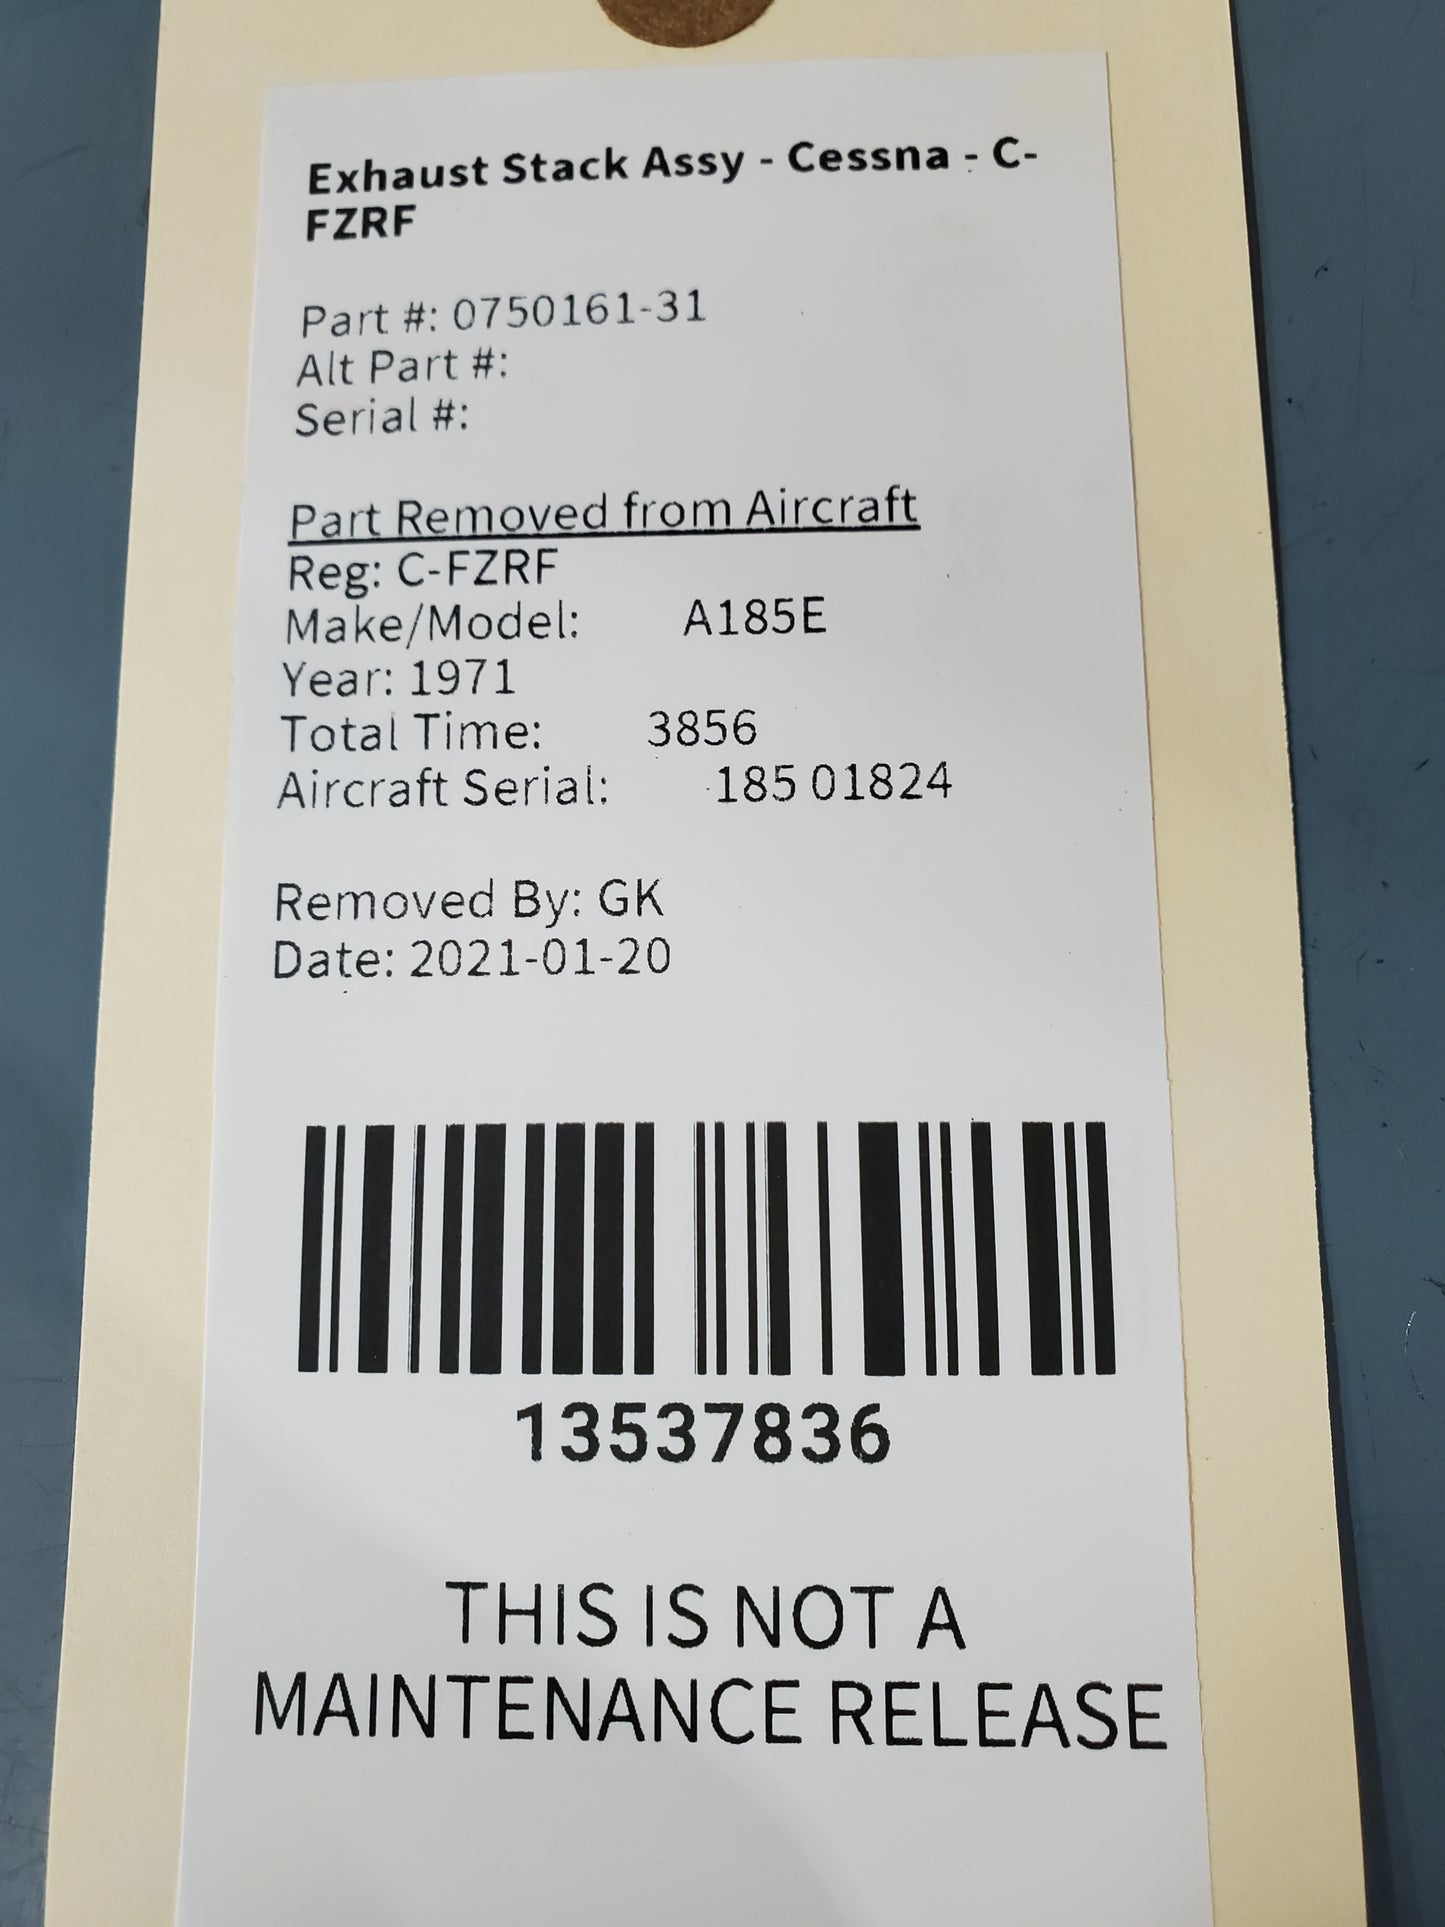 Exhaust Stack Assy - Cessna - C-
FZRF
Part #: 0750161-31
Alt Part #:
Serial #:
Part Removed from Aircraft
Reg: C-FZRF
Make/Model: A185E
Year: 1971
Total Time: 3856
Aircraft Serial: 185 01824
Removed By: GK
Date: 2021-01-20
13537836
THIS IS NOT A
MAINTENANCE RELEASE